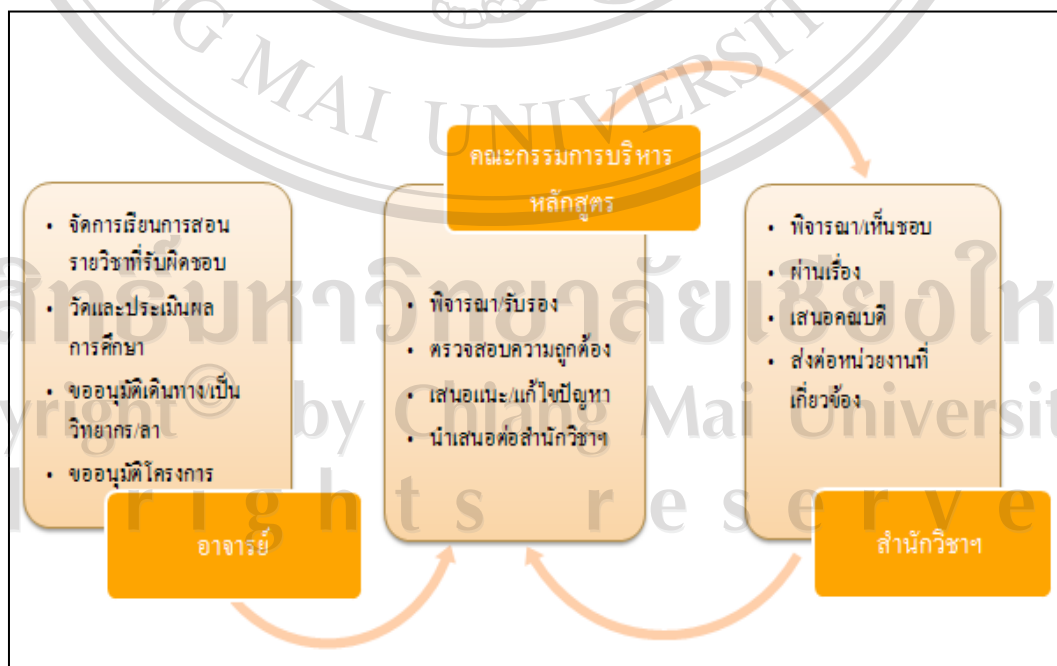 NG MAI UNIVERSIT
คณะกรรมการบริหาร
หลักสูตร
• จัดการเรียนการสอน
รายวิชาที่รับผิดชอบ
• วัดและประเมินผล
การศึกษา
• ขออนุมัติเดินทาง/เป็น
วิทยากร/ลา
• ขออนุมัติโครงการ
อาจารย์
• พิจารณา/รับรอง
• ตรวจสอบความถูกต้อง
• เสนอแนะ/แก้ไขปัญหา
• นำเสนอต่อสำนักวิชาฯ
• พิจารณา/เห็นชอบ
• ผ่านเรื่อง
• เสนอคณบดี
• ส่งต่อหน่วยงานที่
เกี่ยวข้อง
สำนักวิชาฯ
สิทธิ์มหาวิทยาลัยเชียงให
yright © by Chiang Mai Universit
l rights reserve